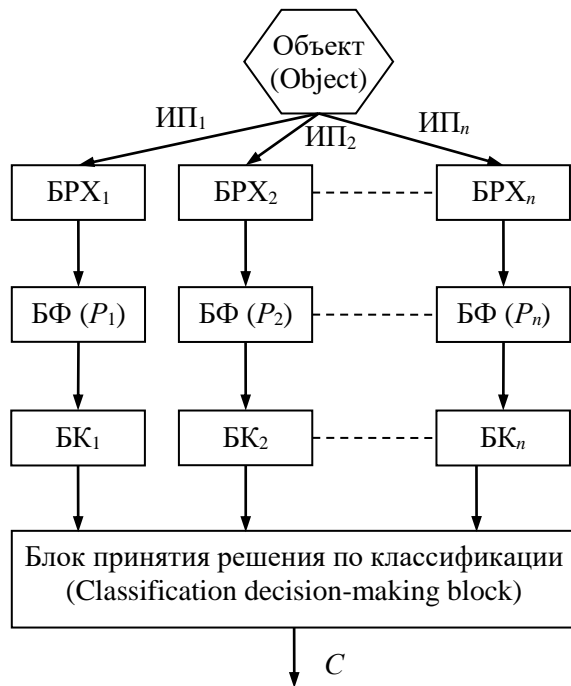 Объект
(Object)
ИП₁ ИП₂ ИПₙ
БРХ₁ БРХ₂ БРХₙ
БФ (P₁) БФ (P₂) БФ (Pₙ)
БК₁ БК₂ БКₙ
Блок принятия решения по классификации
(Classification decision-making block)
C